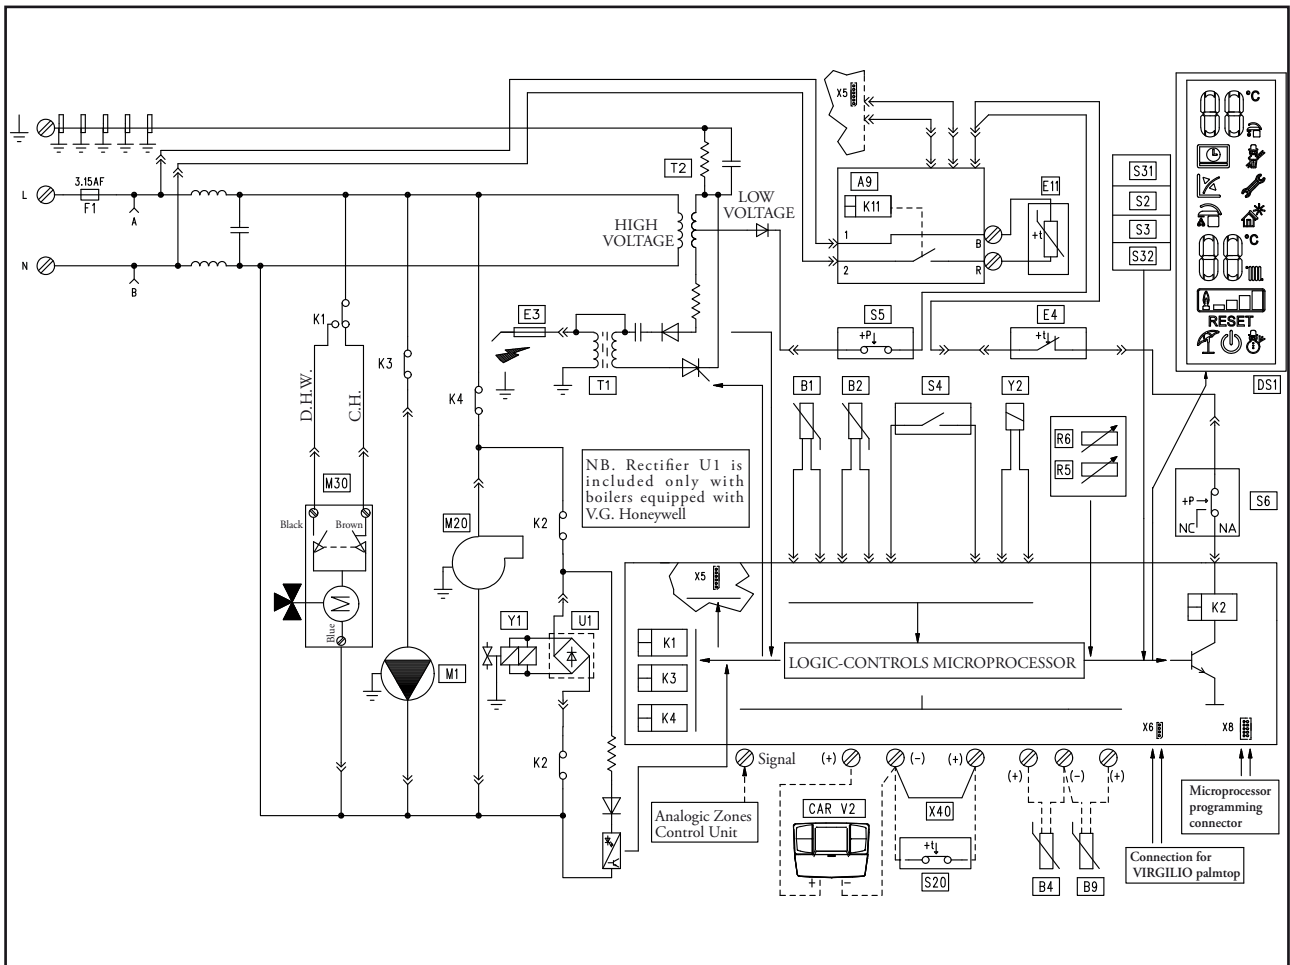 X5
°C
T2
A9
E11
S31
3.15AF
L
F1
A
LOW
VOLTAGE
K11
S2
HIGH
VOLTAGE
1
B
+t
S3
°C
N
B
2
R
S32
E3
S5
E4
RESET
K1
+P
+t
K3
T1
DS1
D.H.W.
C.H.
K4
B1
B2
S4
Y2
R6
R5
NB. Rectifier U1 is
included only with
boilers equipped with
V.G. Honeywell
M30
Black
Brown
M20
K2
+P
S6
NC
NA
X5
M
Y1
U1
K2
Blue
K1
LOGIC-CONTROLS MICROPROCESSOR
M1
K3
K4
X6
X8
K2
Signal
(+)
(-)
(+)
(+)
(-)
(+)
Analogic Zones
Control Unit
CAR V2
X40
Microprocessor
programming
connector
+t
Connection for
VIRGILIO palmtop
+
-
S20
B4
B9